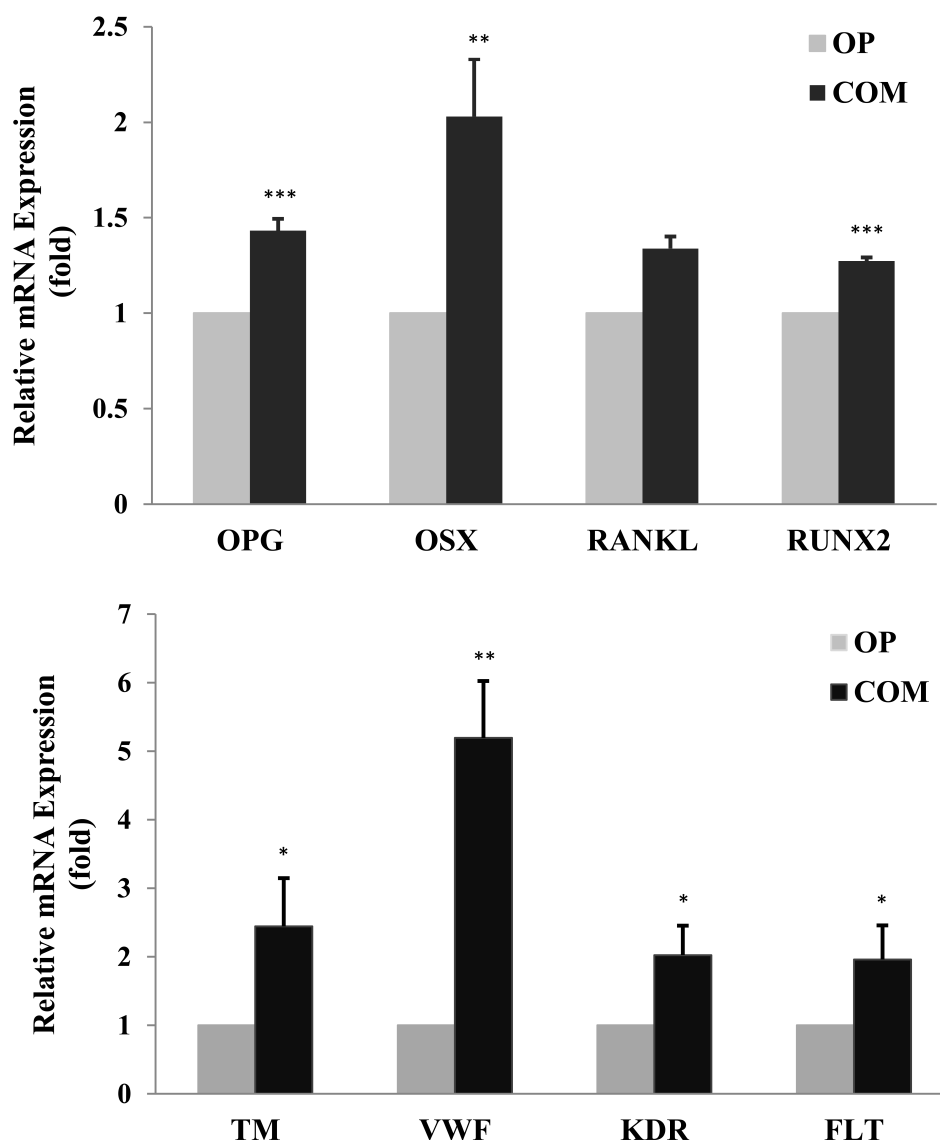 2.5
2
1.5
1
0.5
0
Relative mRNA Expression
(fold)
OP
COM
***
**
***
OPG OSX RANKL RUNX2
7
6
5
4
3
2
1
0
Relative mRNA Expression
(fold)
OP
COM
*
**
*
*
TM VWF KDR FLT